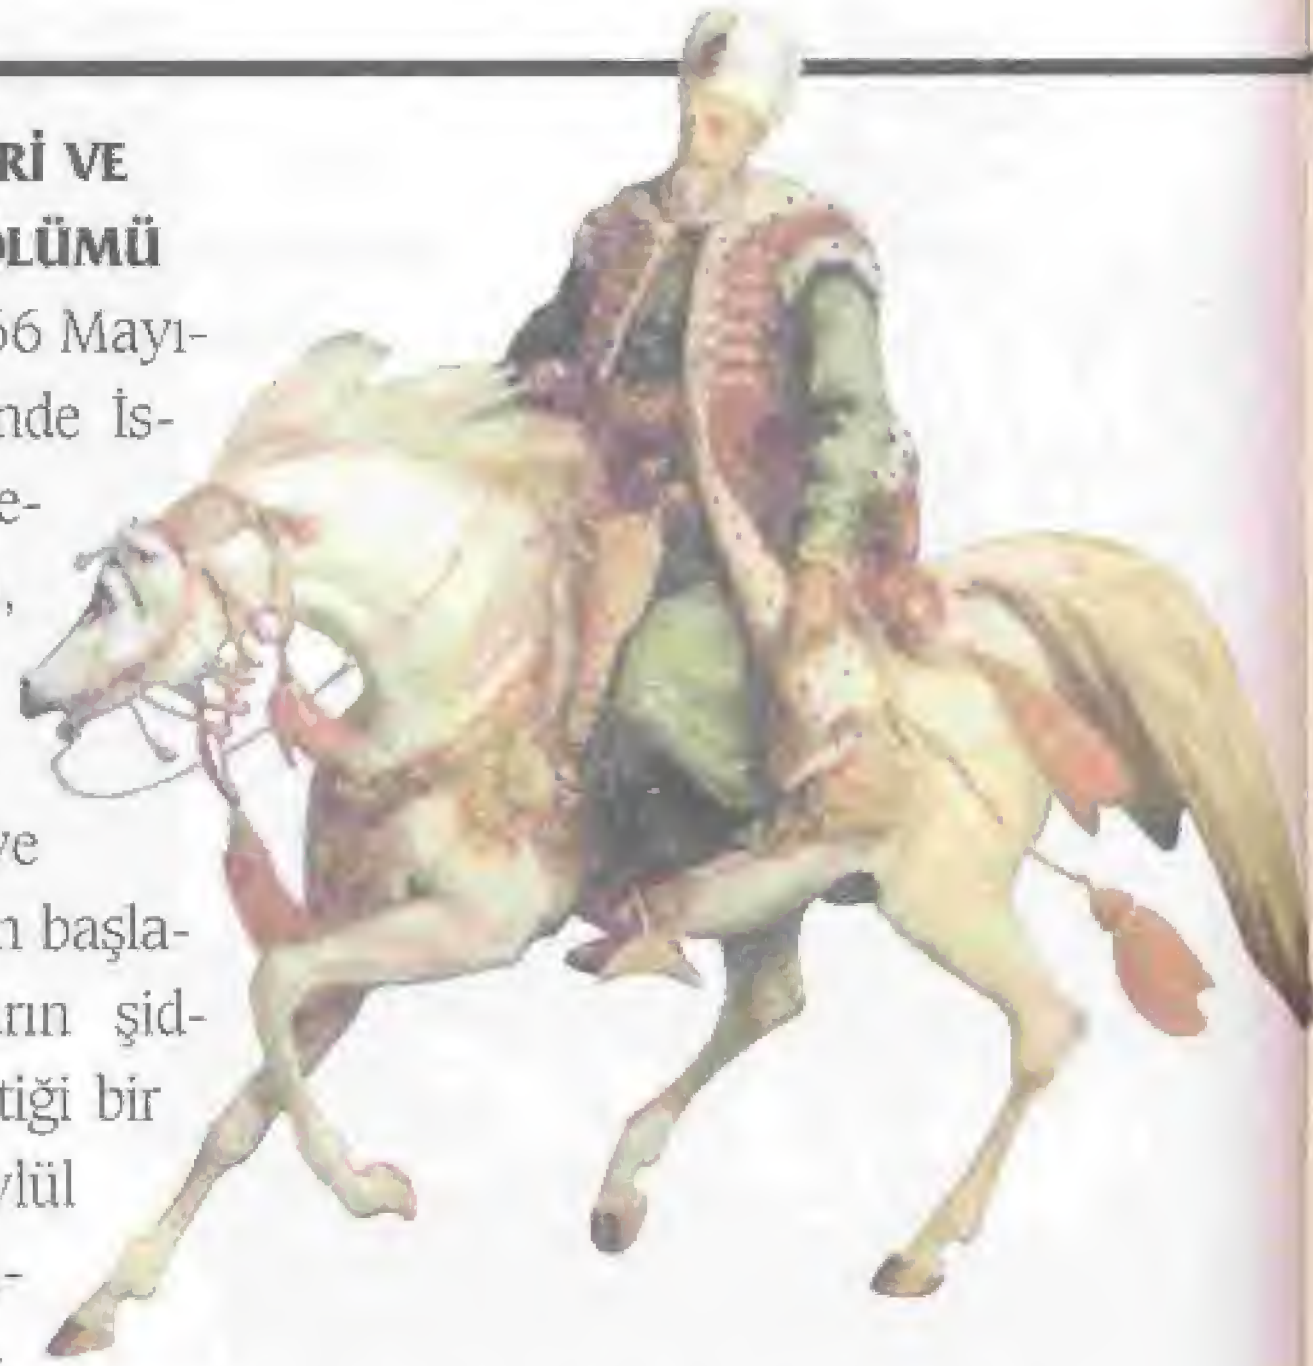 Rİ VE
ÖLÜMÜ
66 Mayı-
nde İs-
e-
,
ve
n başla-
rın şid-
tiği bir
ylül
-